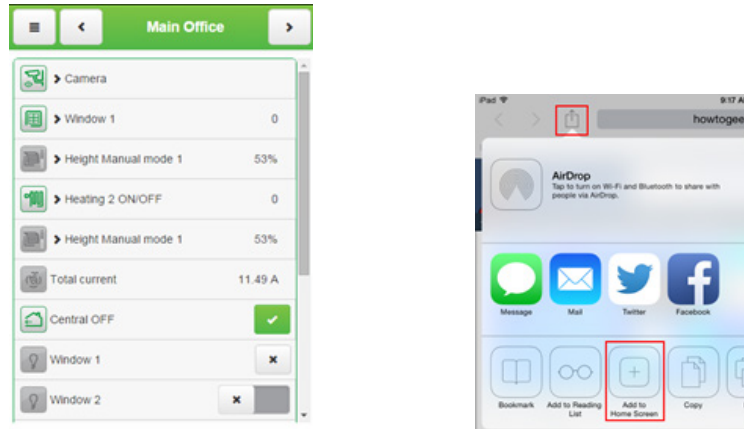 Main Office
Camera
Window 1 0
Height Manual mode 1 53%
Heating 2 ON/OFF 0
Height Manual mode 1 53%
Total current 11.49 A
Central OFF
Window 1
Window 2
iPad 9:17 A
howtogee
AirDrop
Tap to turn on Wi-Fi and Bluetooth to share with
people via AirDrop.
Message Mail Twitter Facebook
Bookmark Add to Reading List Add to Home Screen Copy